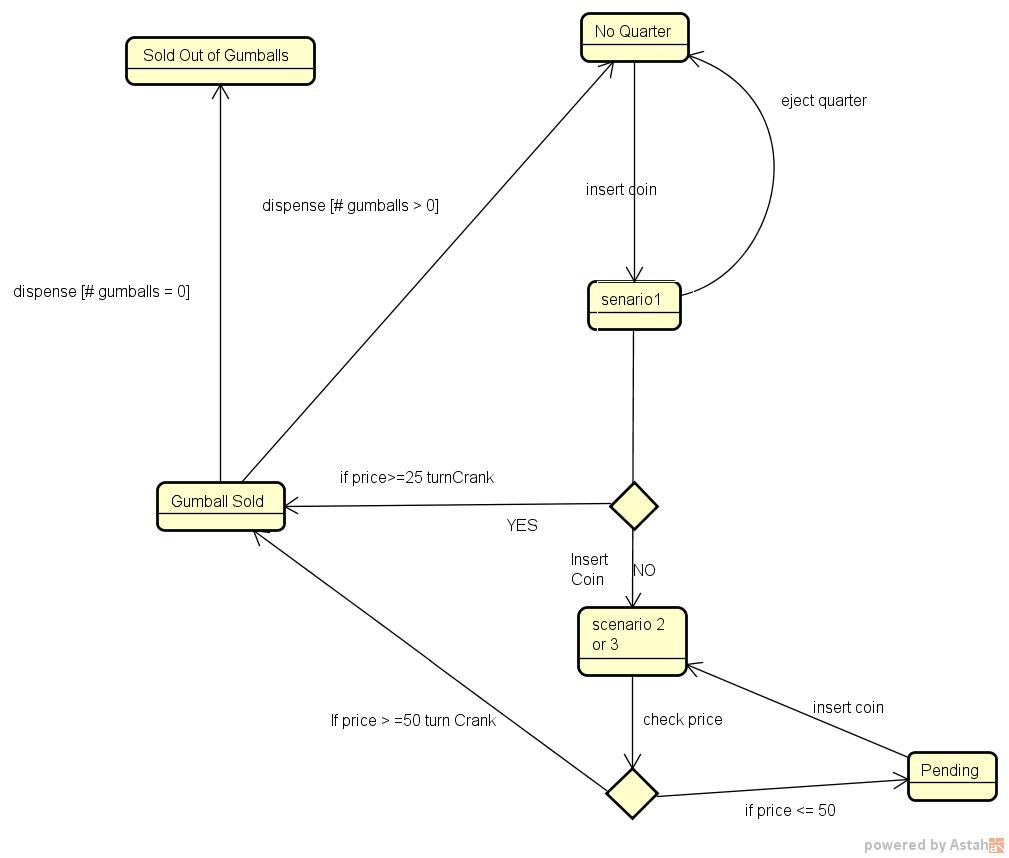 No Quarter
Sold Out of Gumballs
eject quarter
insert coin
dispense [# gumballs > 0]
dispense [# gumballs = 0]
senario1
if price>=25 turnCrank
Gumball Sold
YES
Insert
Coin
NO
scenario 2
or 3
insert coin
If price > =50 turn Crank
check price
Pending
if price <= 50
powered by Astah